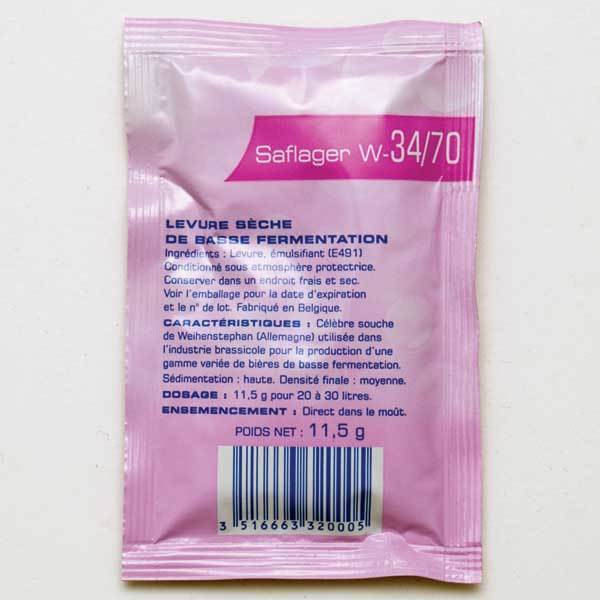 Saflager W-34/70
LEVURE SÈCHE
DE BASSE FERMENTATION
Ingrédients : Levure, émulsifiant (E491)
Conditionné sous atmosphère protectrice.
Conserver dans un endroit frais et sec.
Voir l'emballage pour la date d'expiration
et le n° de lot. Fabriqué en Belgique.
CARACTÉRISTIQUES : Célèbre souche
de Weihenstephan (Allemagne) utilisée dans
l'industrie brassicole pour la production d'une
gamme variée de bières de basse fermentation.
Sédimentation : haute. Densité finale : moyenne.
DOSAGE : 11,5 g pour 20 à 30 litres.
ENSEMENCEMENT : Direct dans le moût.
POIDS NET : 11,5 g
3 516663 320005